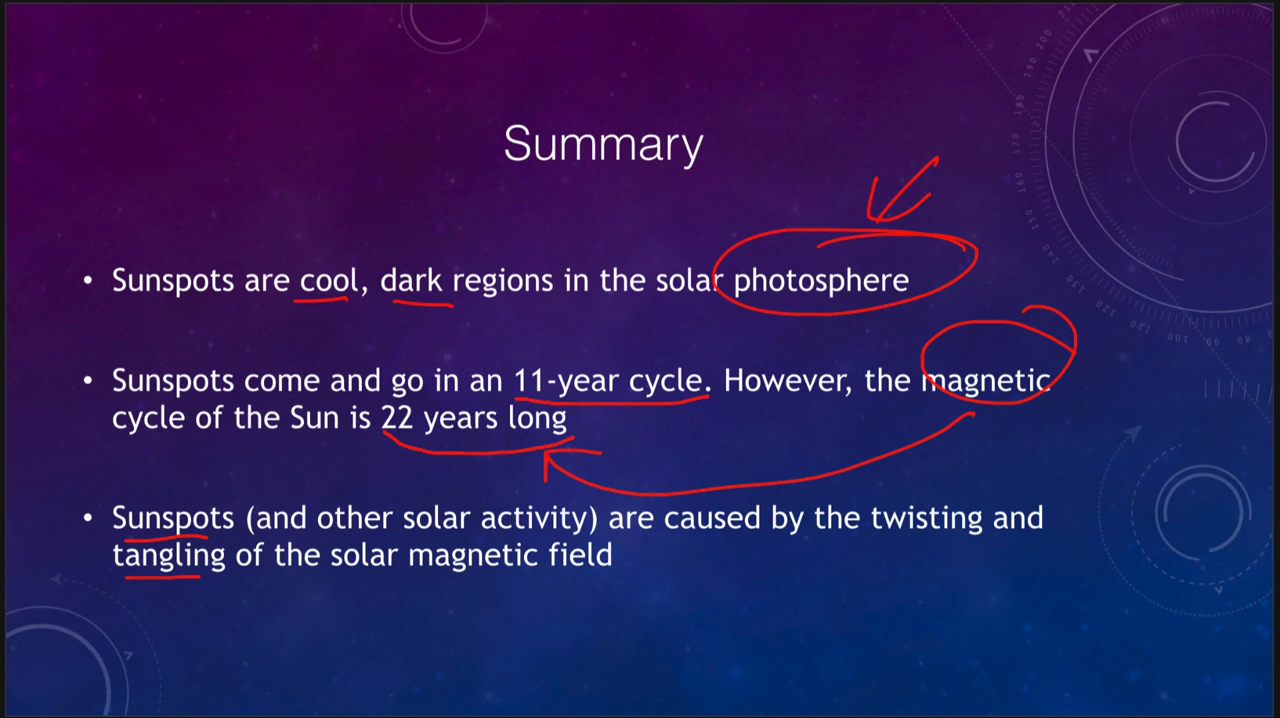 Summary
• Sunspots are cool, dark regions in the solar photosphere
• Sunspots come and go in an 11-year cycle. However, the magnetic
cycle of the Sun is 22 years long
• Sunspots (and other solar activity) are caused by the twisting and
tangling of the solar magnetic field